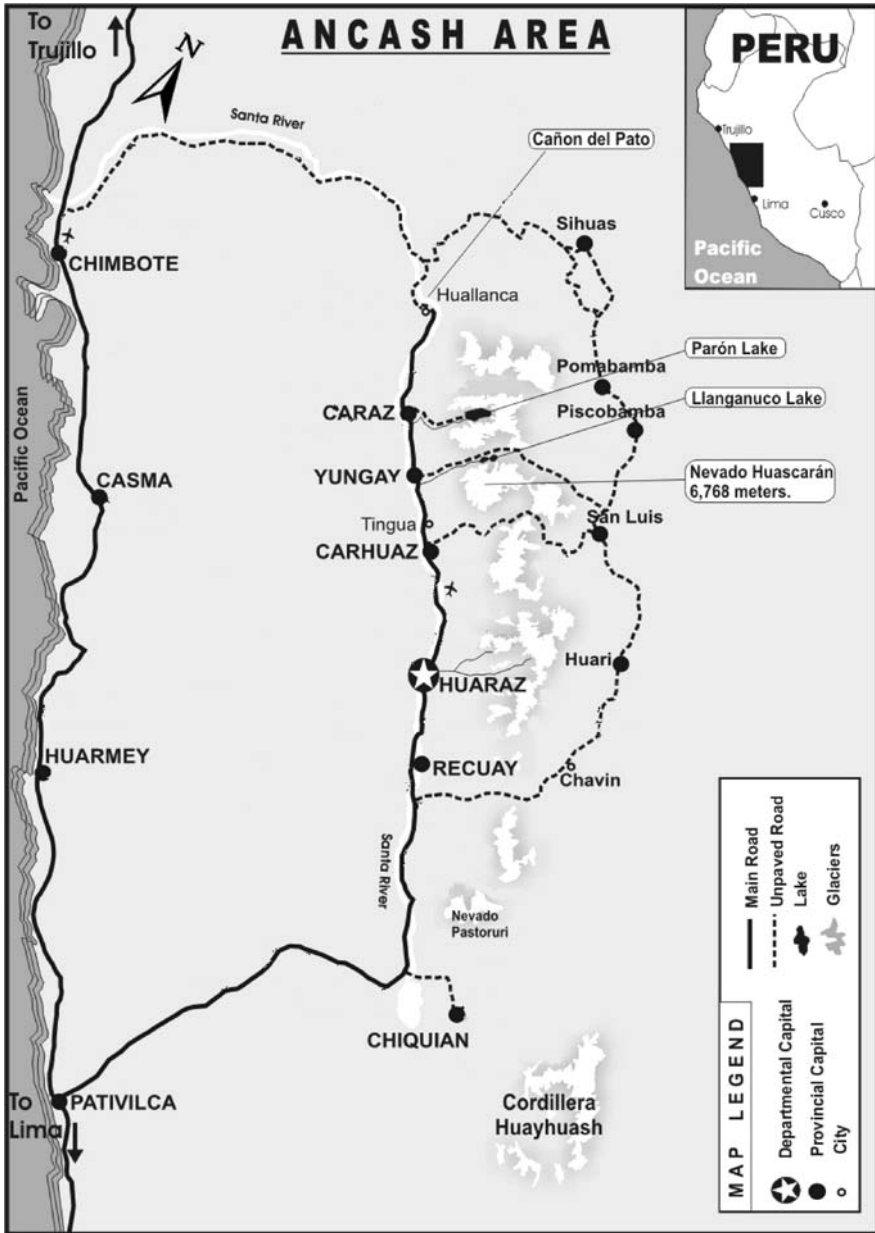 To
Trujillo
N
ANCASH AREA
PERU
Trujillo
Lima
Cusco
Pacific
Ocean
Santa River
Cañon del Pato
Sihuas
CHIMBOTE
Huallanca
Parón Lake
Pomabamba
Llanganuco Lake
CARAZ
Piscobamba
Pacific Ocean
YUNGAY
Nevado Huascarán
6,768 meters.
CASMA
San Luis
Tingua
CARHUAZ
Huari
HUARAZ
HUARMEY
RECUAY
Chavin
Santa River
Nevado
Pastoruri
CHIQUIAN
Cordillera
Huayhuash
To
Lima
PATIVILCA
MAP LEGEND
Main Road
Unpaved Road
Lake
Glaciers
Departmental Capital
Provincial Capital
City